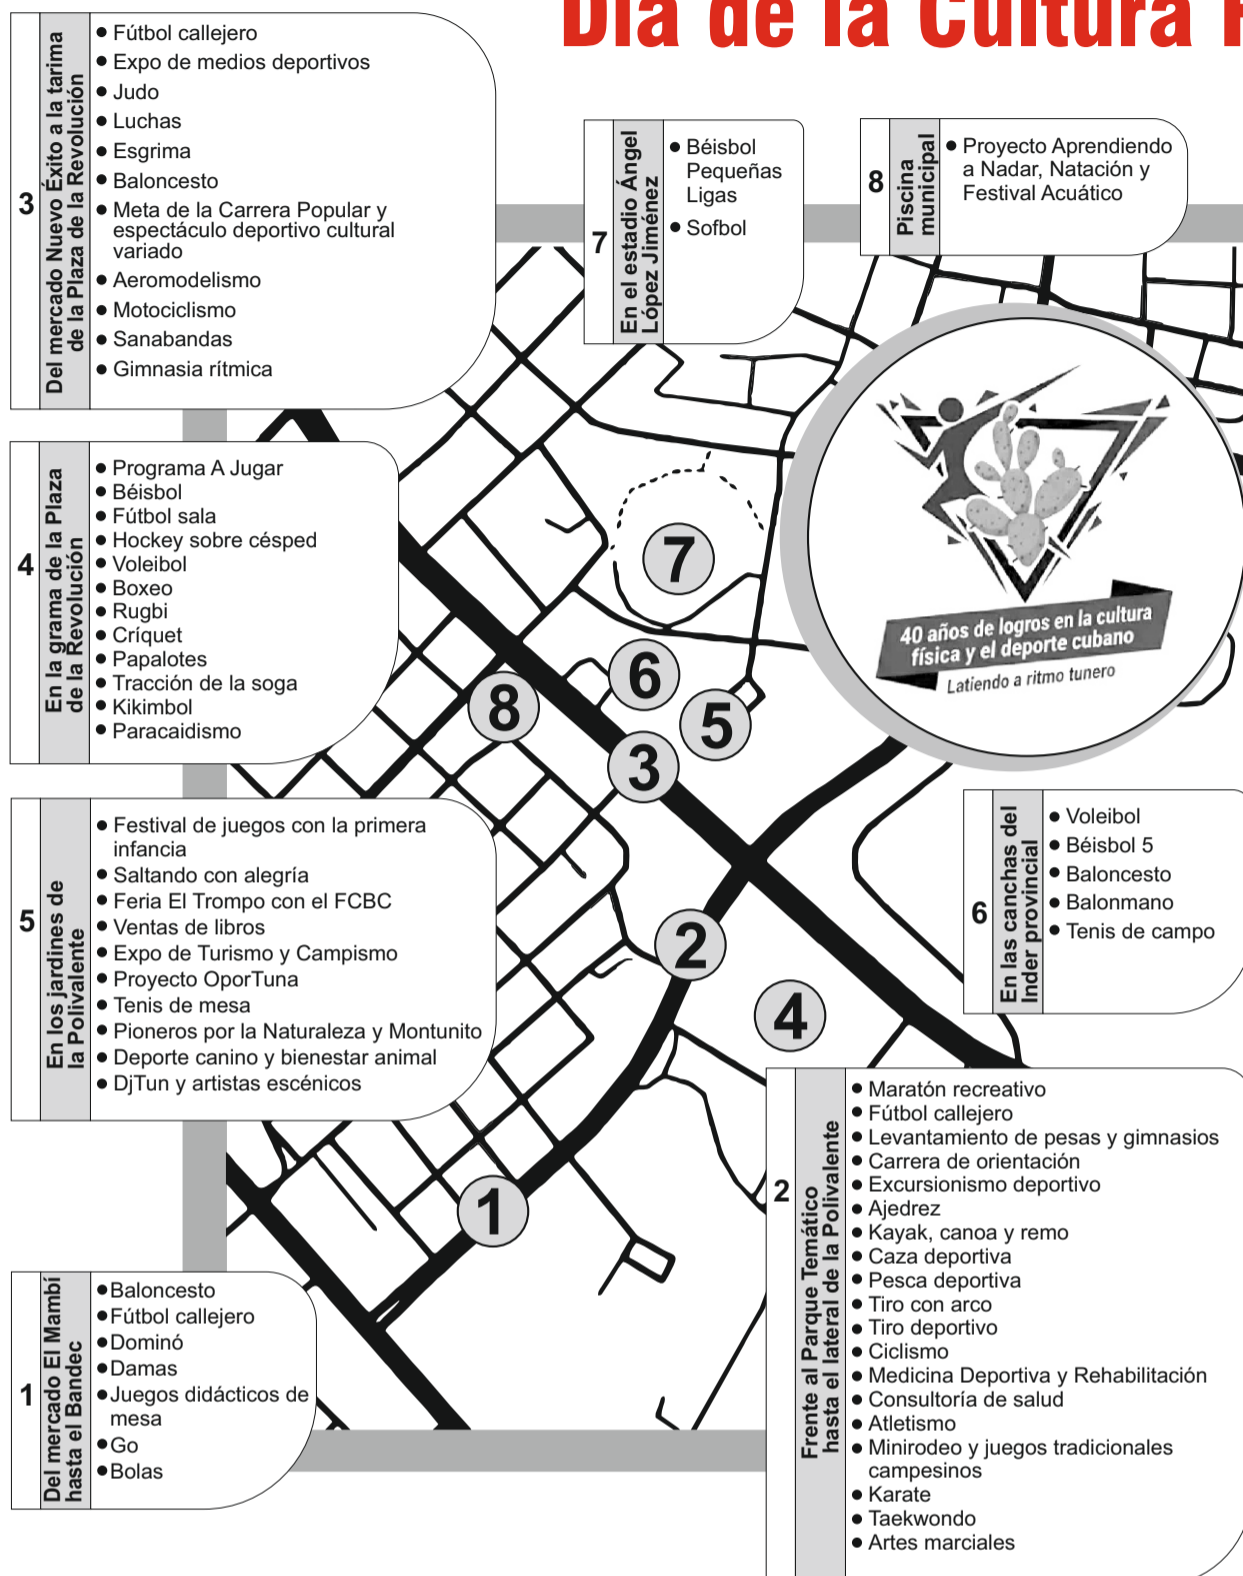 Día de la Cultura
3
Del mercado Nuevo Éxito a la tarima
de la Plaza de la Revolución
Fútbol callejero
Expo de medios deportivos
Judo
Luchas
Esgrima
Baloncesto
Meta de la Carrera Popular y
espectáculo deportivo cultural
variado
Aeromodelismo
Motociclismo
Sanabandas
Gimnasia rítmica
7
En el estadio Ángel
López Jiménez
Béisbol
Pequeñas
Ligas
Sofbol
8
Piscina
municipal
Proyecto Aprendiendo
a Nadar, Natación y
Festival Acuático
4
En la grama de la Plaza
de la Revolución
Programa A Jugar
Béisbol
Fútbol sala
Hockey sobre césped
Voleibol
Boxeo
Rugbi
Críquet
Papalotes
Tracción de la soga
Kikimbol
Paracaidismo
40 años de logros en la cultura
física y el deporte cubano
Latiendo a ritmo tunero
7
6
8
5
3
2
4
1
5
En los jardines de
la Polivalente
Festival de juegos con la primera
infancia
Saltando con alegría
Feria El Trompo con el FCBC
Ventas de libros
Expo de Turismo y Campismo
Proyecto OporTuna
Tenis de mesa
Pioneros por la Naturaleza y Montunito
Deporte canino y bienestar animal
DjTun y artistas escénicos
6
En las canchas del
Inder provincial
Voleibol
Béisbol 5
Baloncesto
Balonmano
Tenis de campo
1
Del mercado El Mambí
hasta el Bandec
Baloncesto
Fútbol callejero
Dominó
Damas
Juegos didácticos de
mesa
Go
Bolas
2
Frente al Parque Temático
hasta el lateral de la Polivalente
Maratón recreativo
Fútbol callejero
Levantamiento de pesas y gimnasios
Carrera de orientación
Excursionismo deportivo
Ajedrez
Kayak, canoa y remo
Caza deportiva
Pesca deportiva
Tiro con arco
Tiro deportivo
Ciclismo
Medicina Deportiva y Rehabilitación
Consultoría de salud
Atletismo
Minirodeo y juegos tradicionales
campesinos
Karate
Taekwondo
Artes marciales